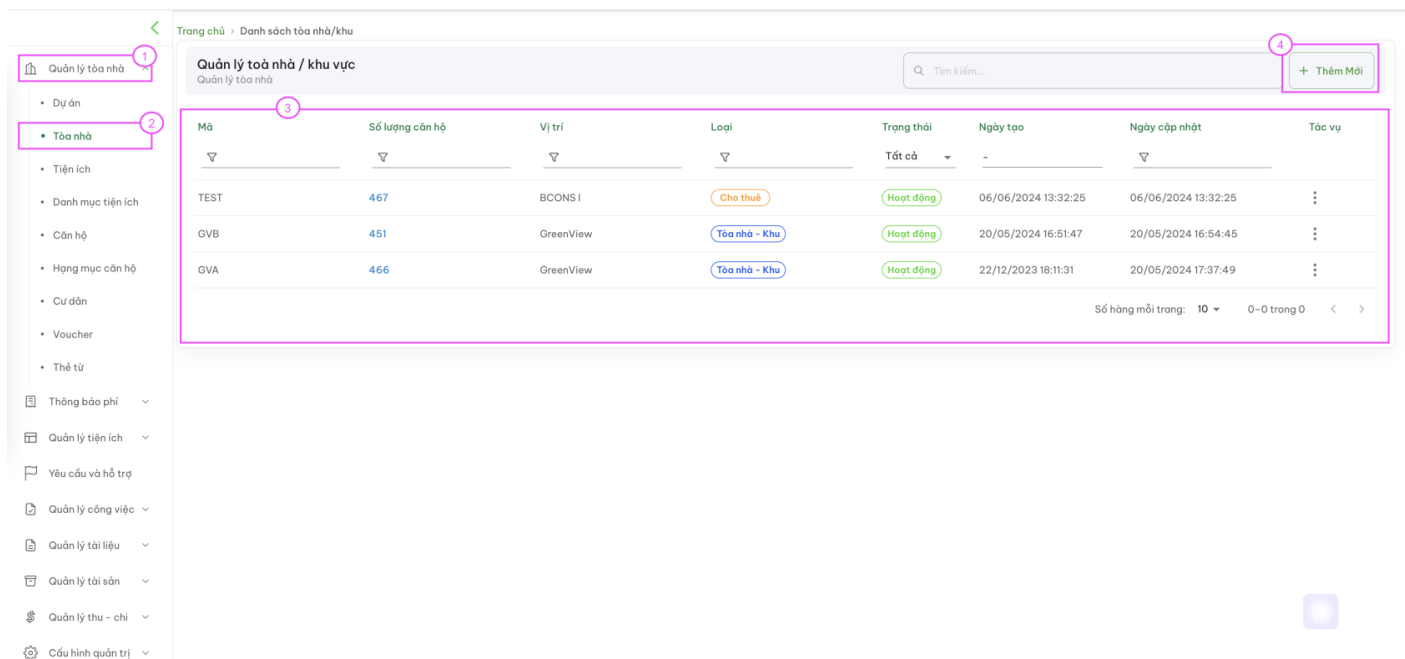 Trang chủ > Danh sách tòa nhà/khu
1
Quản lý tòa nhà
Dự án
2
Tòa nhà
Tiện ích
Danh mục tiện ích
Căn hộ
Hạng mục căn hộ
Cư dân
Voucher
Thẻ từ
Thông báo phí
Quản lý tiện ích
Yêu cầu và hỗ trợ
Quản lý công việc
Quản lý tài liệu
Quản lý tài sản
Quản lý thu - chi
Cấu hình quản trị
Quản lý toà nhà / khu vực
Quản lý tòa nhà
Tìm kiếm...
4
+ Thêm Mới
3
Mã Số lượng căn hộ Vị trí Loại Trạng thái Ngày tạo Ngày cập nhật Tác vụ
Tất cả -
TEST 467 BCONS I Cho thuê Hoạt động 06/06/2024 13:32:25 06/06/2024 13:32:25
GVB 451 GreenView Tòa nhà - Khu Hoạt động 20/05/2024 16:51:47 20/05/2024 16:54:45
GVA 466 GreenView Tòa nhà - Khu Hoạt động 22/12/2023 18:11:31 20/05/2024 17:37:49
Số hàng mỗi trang: 10 0-0 trong 0